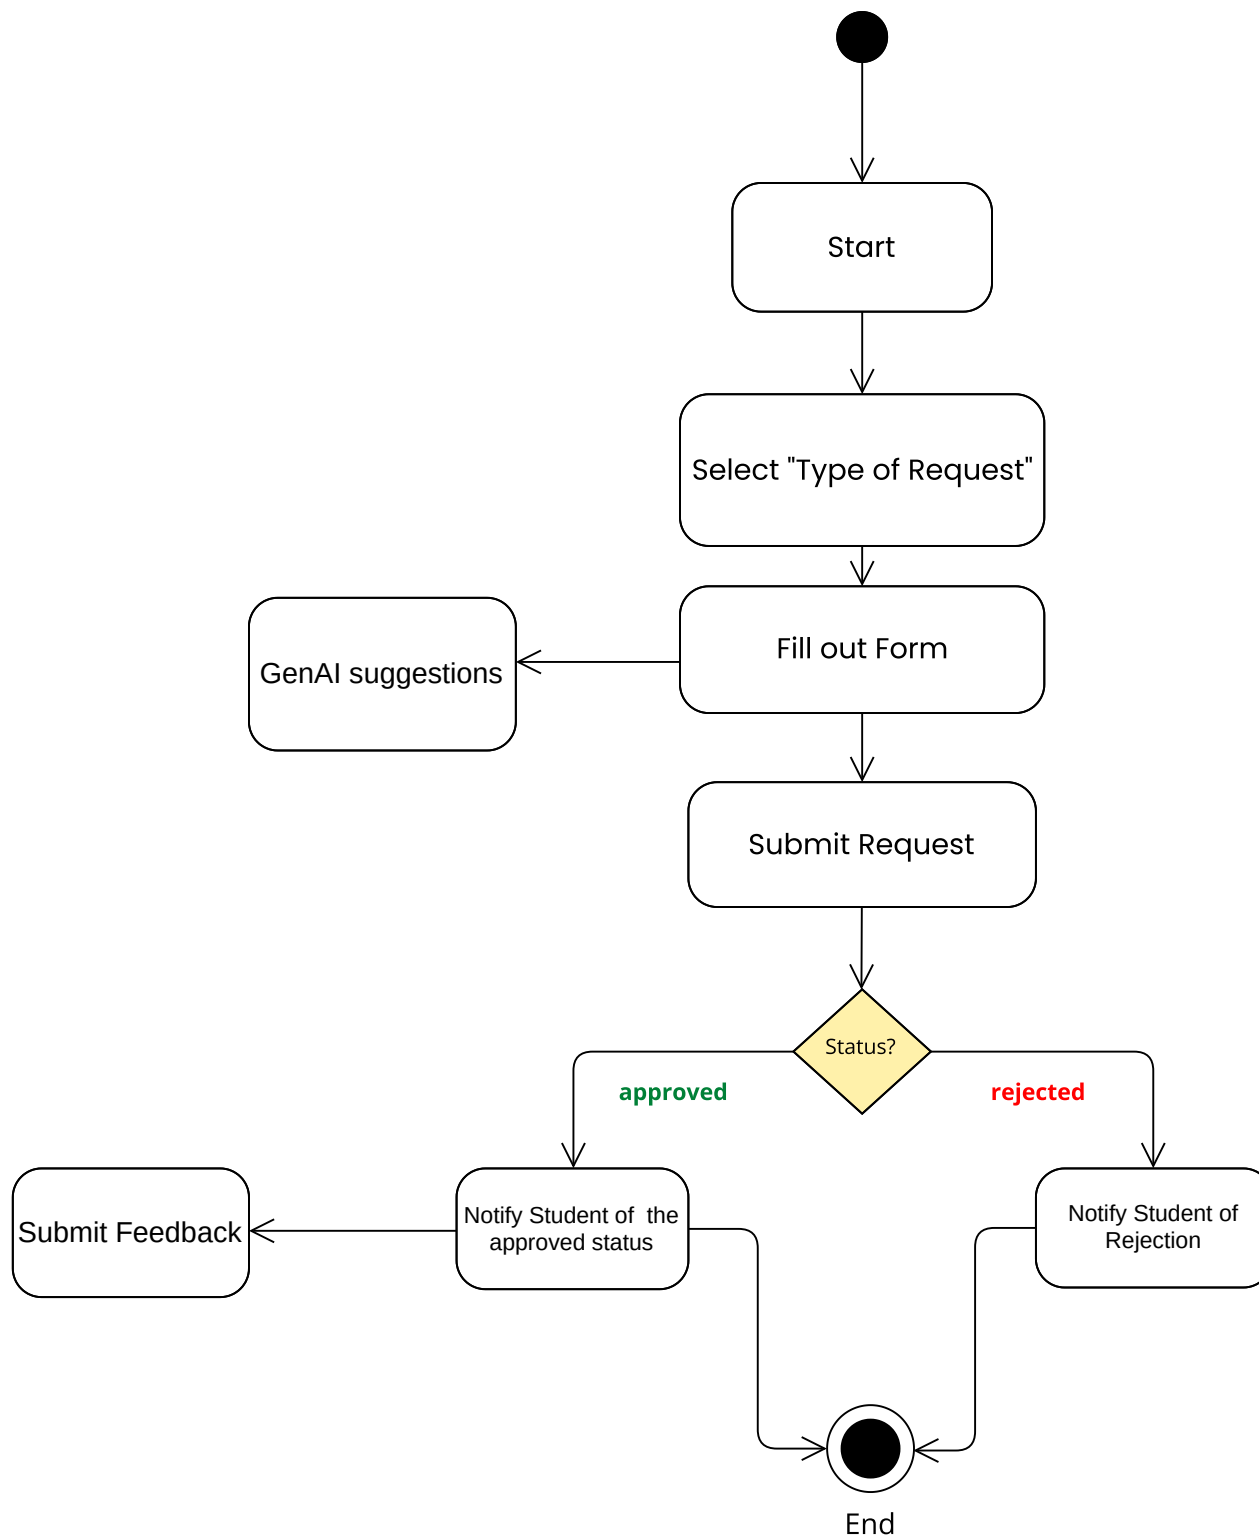 Start
Select "Type of Request"
Fill out Form
GenAI suggestions
Submit Request
Status?
approved
rejected
Submit Feedback
Notify Student of  the
approved status
Notify Student of
Rejection
End